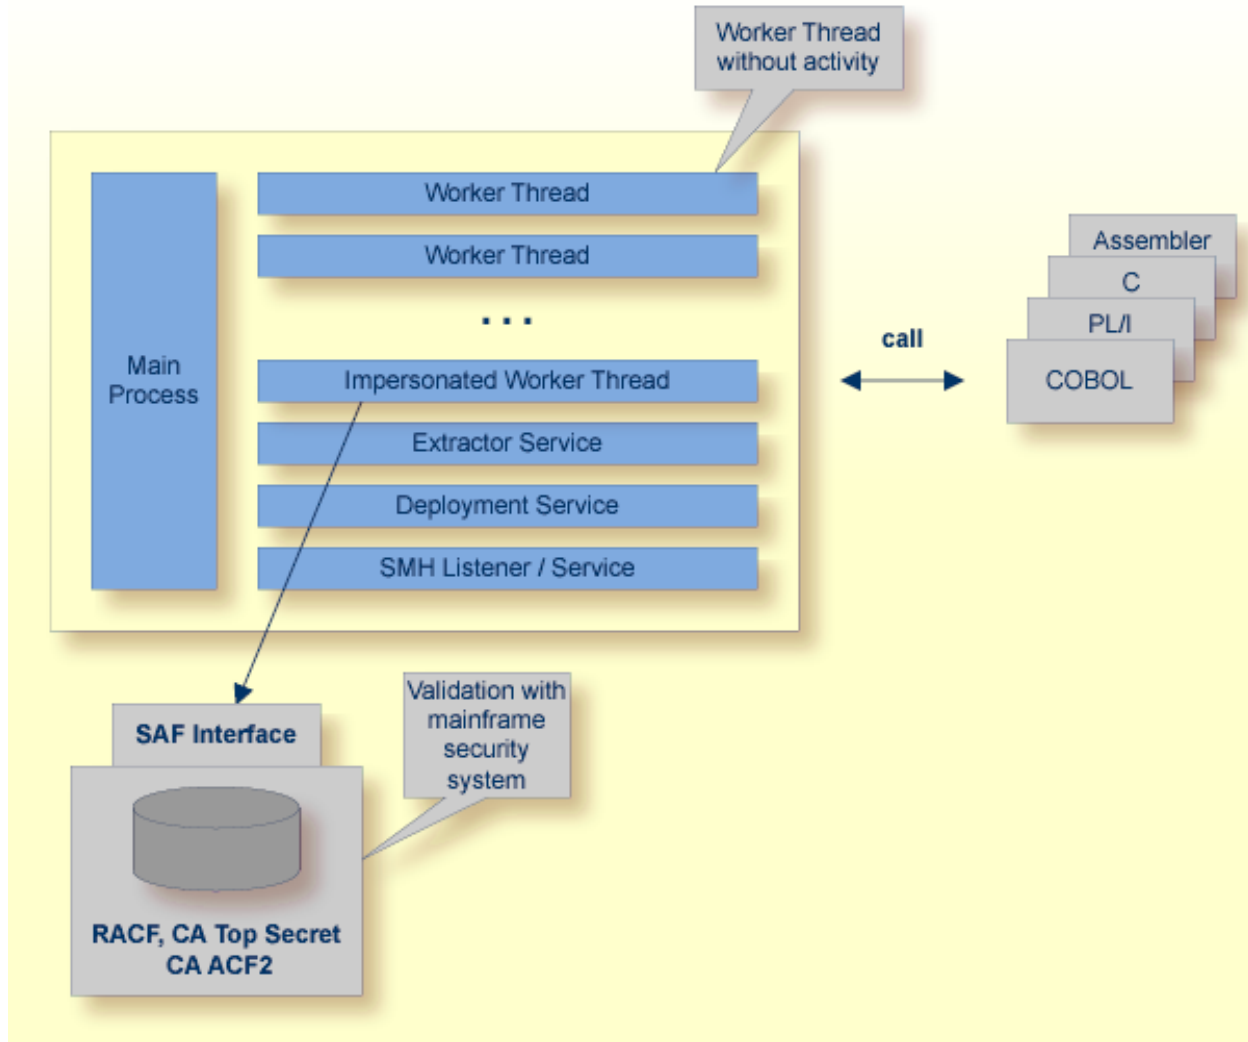 Worker Thread
without activity
Worker Thread
Worker Thread
...
Main
Process
Impersonated Worker Thread
Extractor Service
Deployment Service
SMH Listener / Service
call
Assembler
C
PL/I
COBOL
SAF Interface
Validation with
mainframe
security
system
RACF, CA Top Secret
CA ACF2